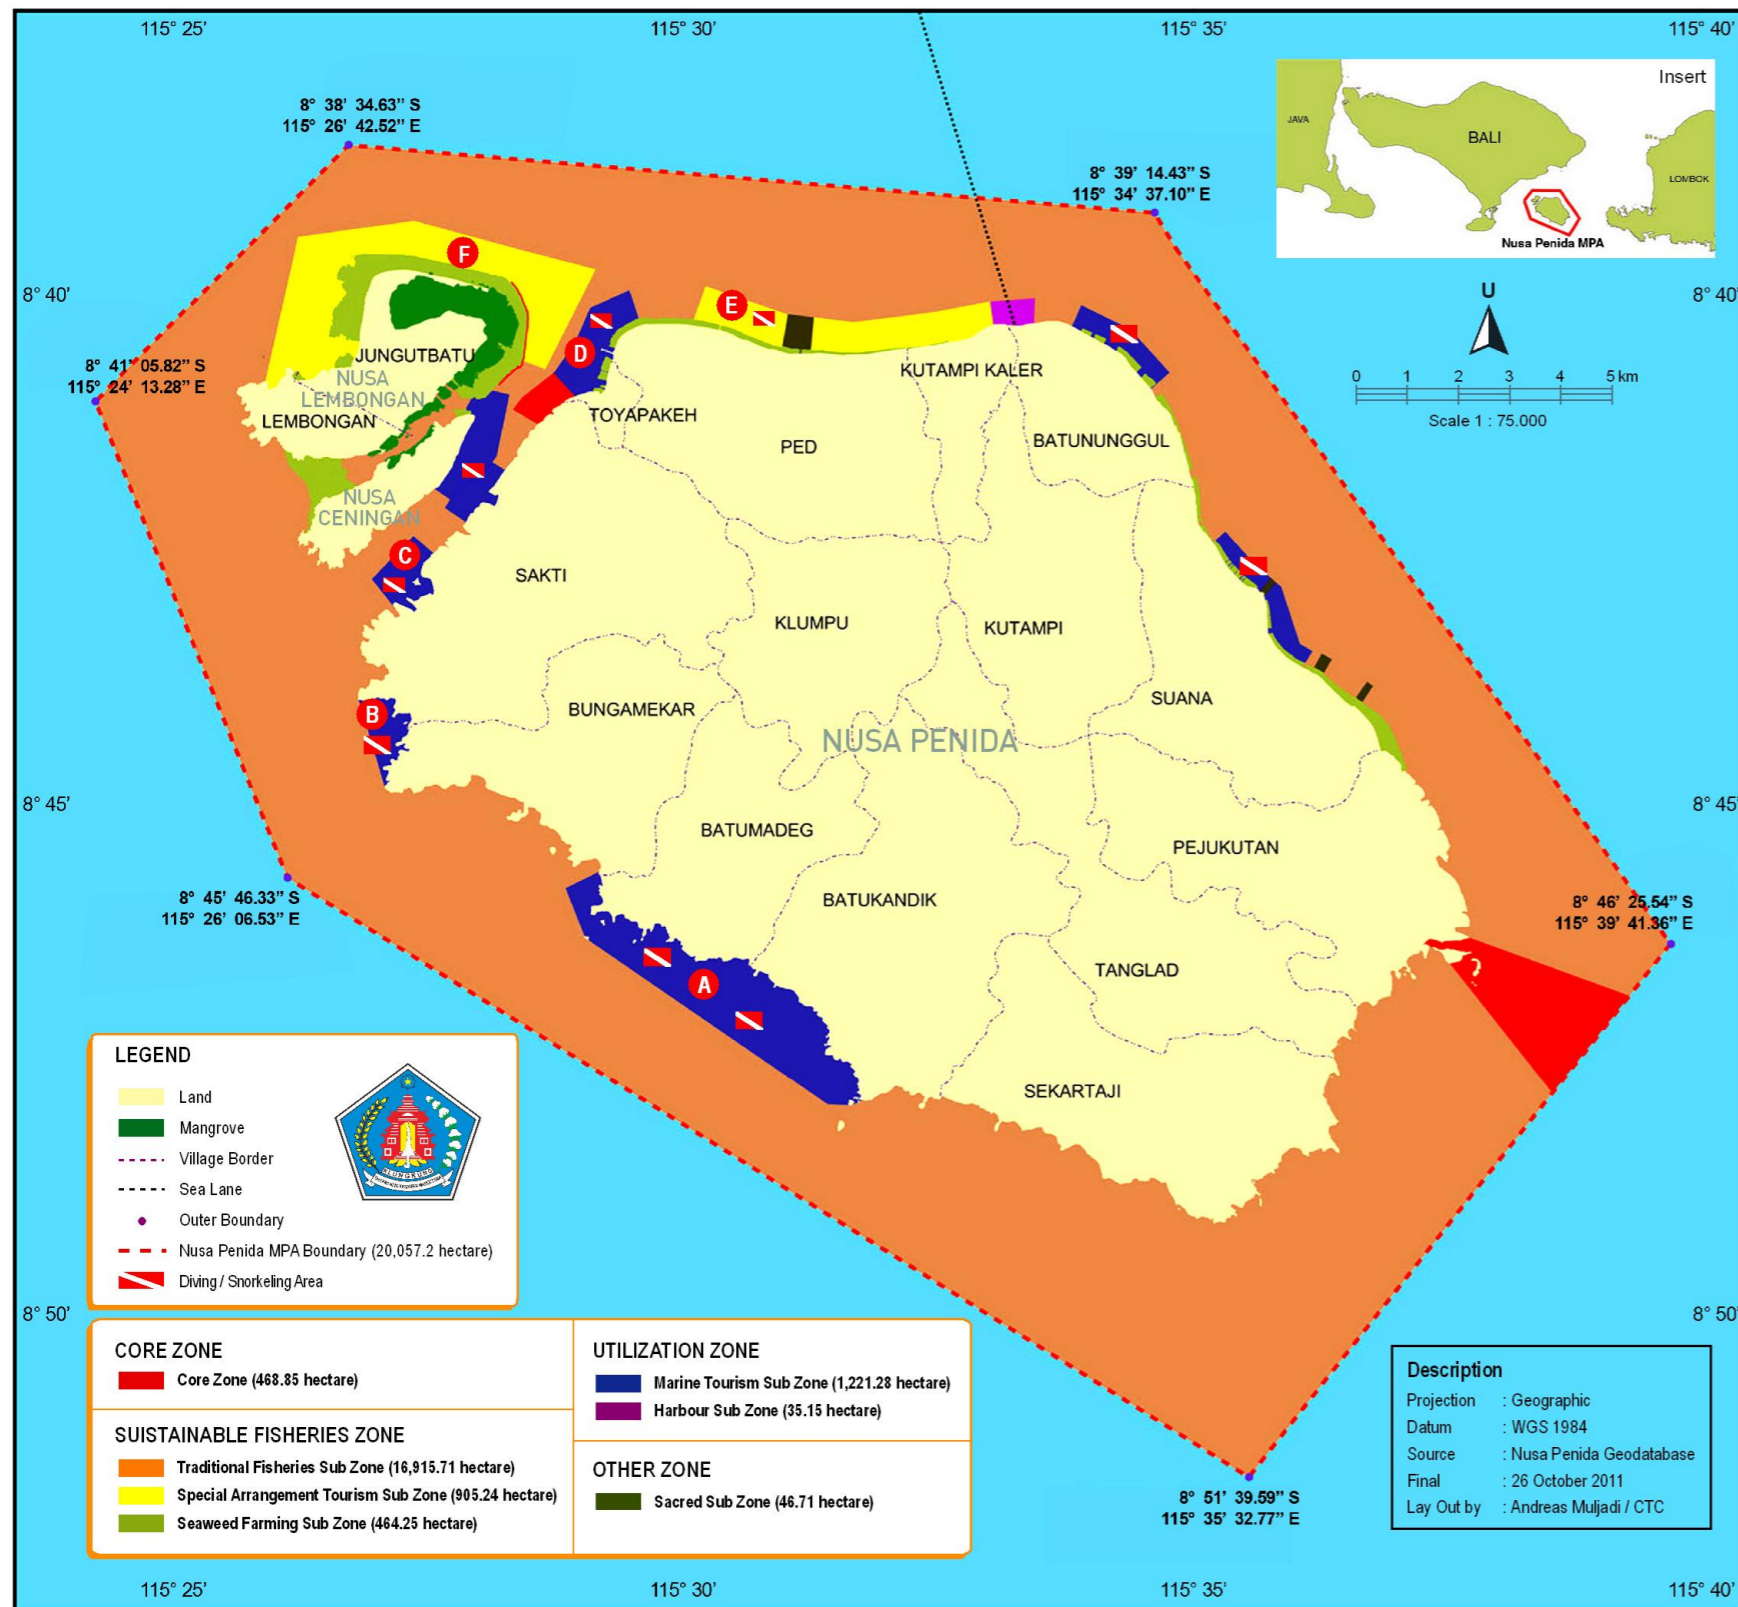 115° 25’
115° 30’
115° 35’
115° 40’
Insert
JAVA
BALI
LOMBOK
Nusa Penida MPA
8° 38’ 34.63” S
115° 26’ 42.52” E
8° 39’ 14.43” S
115° 34’ 37.10” E
8° 40’
8° 40’
U
0 1 2 3 4 5 km
Scale 1 : 75.000
F
E
D
JUNGUTBATU
NUSA
LEMBONGAN
LEMBONGAN
8° 41’ 05.82” S
115° 24’ 13.28” E
KUTAMPI KALER
TOYAPAKEH
PED
BATUNUNGGUL
NUSA
CENINGAN
C
SAKTI
KLUMPU
KUTAMPI
B
BUNGAMEKAR
SUANA
NUSA PENIDA
8° 45’
8° 45’
BATUMADEG
PEJUKUTAN
BATUKANDIK
8° 45’ 46.33” S
115° 26’ 06.53” E
8° 46’ 25.54” S
115° 39’ 41.36” E
A
TANGLAD
SEKARTAJI
LEGEND
Land
Mangrove
Village Border
Sea Lane
Outer Boundary
Nusa Penida MPA Boundary (20,057.2 hectare)
Diving / Snorkeling Area
KLUNGKUNG
8° 50’
8° 50’
CORE ZONE
Core Zone (468.85 hectare)
SUISTAINABLE FISHERIES ZONE
Traditional Fisheries Sub Zone (16,915.71 hectare)
Special Arrangement Tourism Sub Zone (905.24 hectare)
Seaweed Farming Sub Zone (464.25 hectare)
UTILIZATION ZONE
Marine Tourism Sub Zone (1,221.28 hectare)
Harbour Sub Zone (35.15 hectare)
OTHER ZONE
Sacred Sub Zone (46.71 hectare)
8° 51’ 39.59” S
115° 35’ 32.77” E
Description
Projection : Geographic
Datum : WGS 1984
Source : Nusa Penida Geodatabase
Final : 26 October 2011
Lay Out by : Andreas Muljadi / CTC
115° 25’
115° 30’
115° 35’
115° 40’